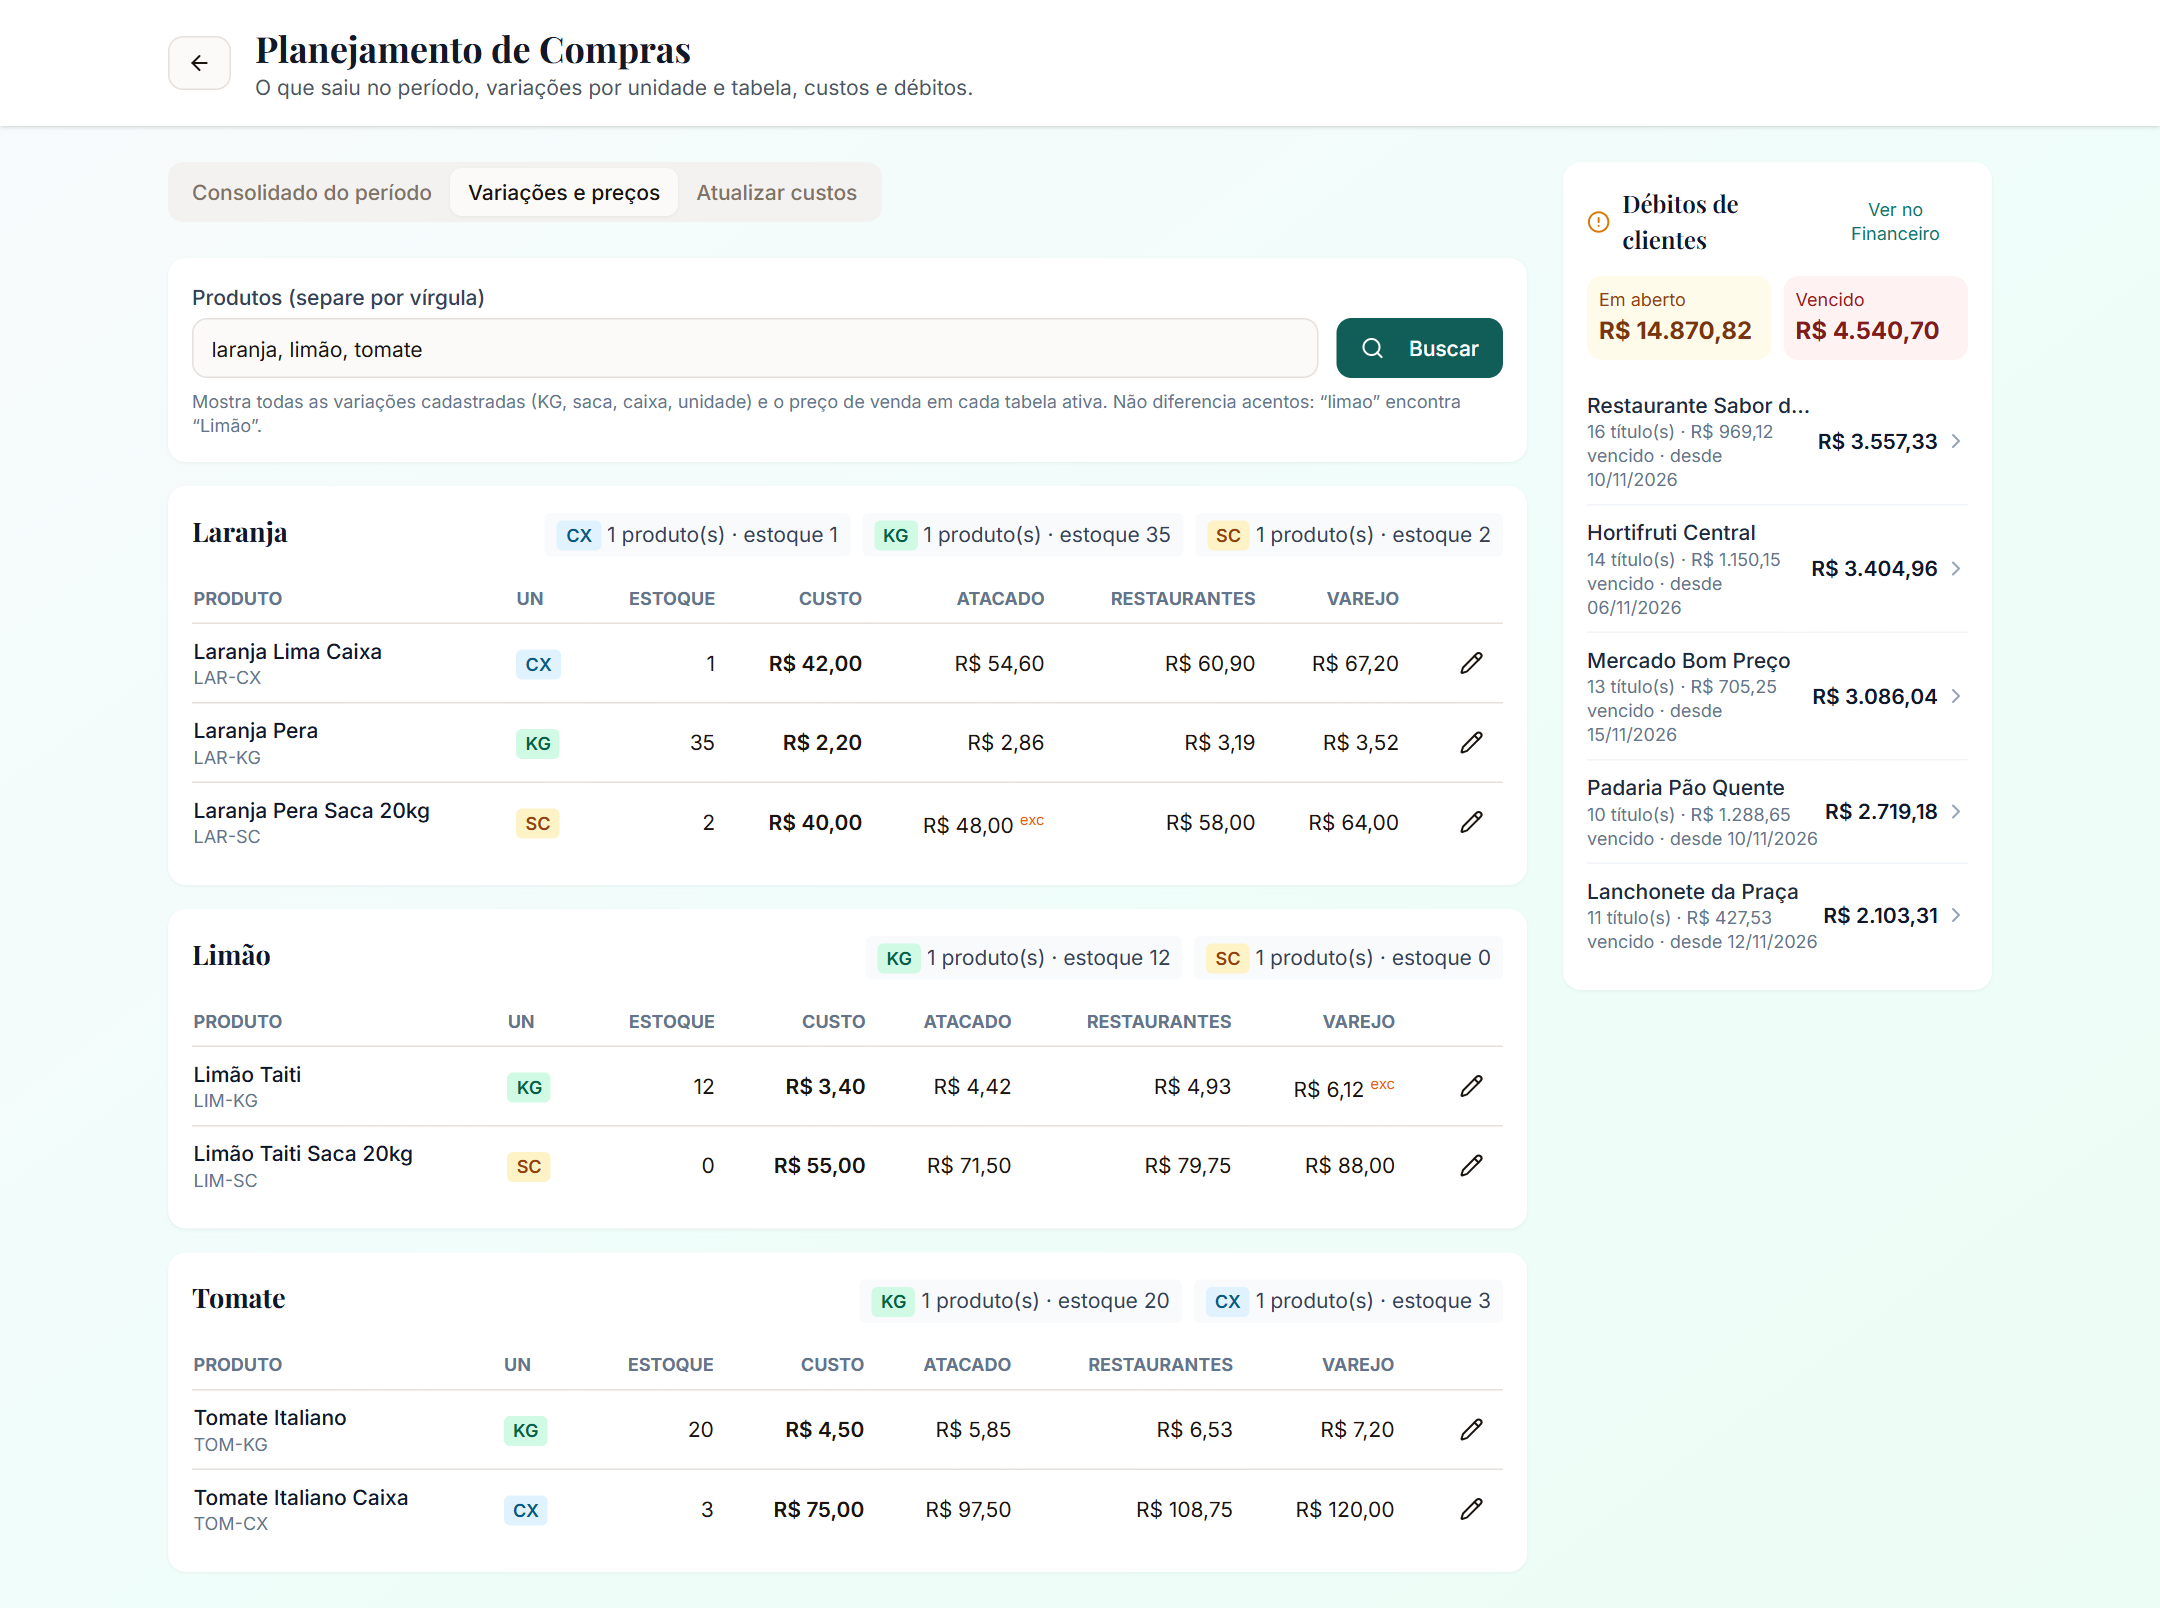 Planejamento de Compras
O que saiu no período, variações por unidade e tabela, custos e débitos.
Consolidado do período
Variações e preços
Atualizar custos
Produtos (separe por vírgula)
laranja, limão, tomate
Buscar
Mostra todas as variações cadastradas (KG, saca, caixa, unidade) e o preço de venda em cada tabela ativa. Não diferencia acentos: “limao” encontra
“Limão”.
Laranja
CX 1 produto(s) · estoque 1
KG 1 produto(s) · estoque 35
SC 1 produto(s) · estoque 2
PRODUTO UN ESTOQUE CUSTO ATACADO RESTAURANTES VAREJO
Laranja Lima Caixa
LAR-CX
CX 1 R$ 42,00 R$ 54,60 R$ 60,90 R$ 67,20
Laranja Pera
LAR-KG
KG 35 R$ 2,20 R$ 2,86 R$ 3,19 R$ 3,52
Laranja Pera Saca 20kg
LAR-SC
SC 2 R$ 40,00 R$ 48,00 exc R$ 58,00 R$ 64,00
Limão
KG 1 produto(s) · estoque 12
SC 1 produto(s) · estoque 0
PRODUTO UN ESTOQUE CUSTO ATACADO RESTAURANTES VAREJO
Limão Taiti
LIM-KG
KG 12 R$ 3,40 R$ 4,42 R$ 4,93 R$ 6,12 exc
Limão Taiti Saca 20kg
LIM-SC
SC 0 R$ 55,00 R$ 71,50 R$ 79,75 R$ 88,00
Tomate
KG 1 produto(s) · estoque 20
CX 1 produto(s) · estoque 3
PRODUTO UN ESTOQUE CUSTO ATACADO RESTAURANTES VAREJO
Tomate Italiano
TOM-KG
KG 20 R$ 4,50 R$ 5,85 R$ 6,53 R$ 7,20
Tomate Italiano Caixa
TOM-CX
CX 3 R$ 75,00 R$ 97,50 R$ 108,75 R$ 120,00
Débitos de
clientes
Ver no
Financeiro
Em aberto
R$ 14.870,82
Vencido
R$ 4.540,70
Restaurante Sabor d...
16 título(s) · R$ 969,12
vencido · desde
10/11/2026
R$ 3.557,33
Hortifruti Central
14 título(s) · R$ 1.150,15
vencido · desde
06/11/2026
R$ 3.404,96
Mercado Bom Preço
13 título(s) · R$ 705,25
vencido · desde
15/11/2026
R$ 3.086,04
Padaria Pão Quente
10 título(s) · R$ 1.288,65
vencido · desde 10/11/2026
R$ 2.719,18
Lanchonete da Praça
11 título(s) · R$ 427,53
vencido · desde 12/11/2026
R$ 2.103,31